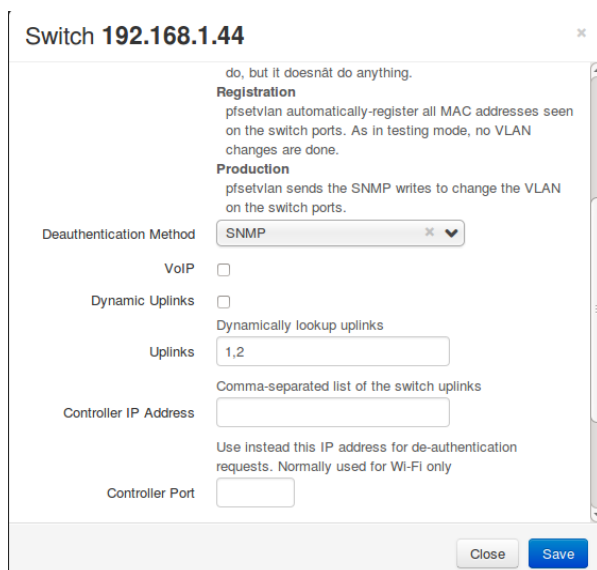 Switch 192.168.1.44
×
do, but it doesnât do anything.
Registration
pfsetvlan automatically-register all MAC addresses seen
on the switch ports. As in testing mode, no VLAN
changes are done.
Production
pfsetvlan sends the SNMP writes to change the VLAN
on the switch ports.
Deauthentication Method SNMP ×
VoIP
Dynamic Uplinks
Dynamically lookup uplinks
Uplinks 1,2
Comma-separated list of the switch uplinks
Controller IP Address
Use instead this IP address for de-authentication
requests. Normally used for Wi-Fi only
Controller Port
Close Save